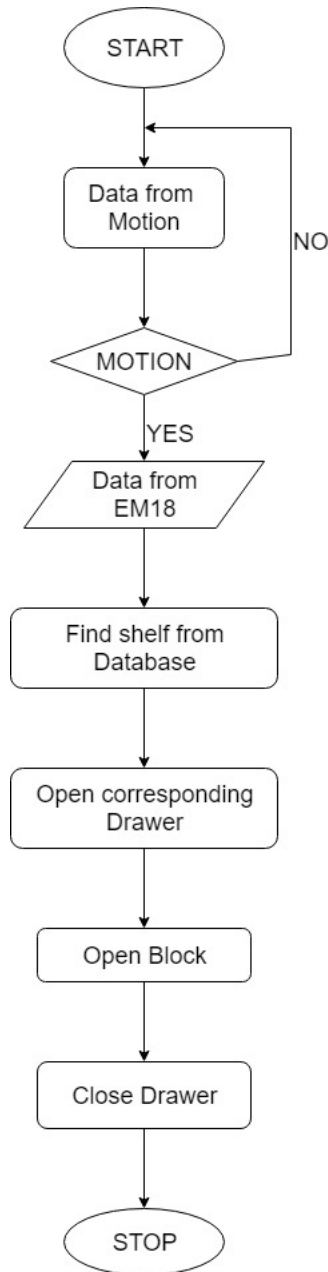 START
Data from
Motion
NO
MOTION
YES
Data from
EM18
Find shelf from
Database
Open corresponding
Drawer
Open Block
Close Drawer
STOP